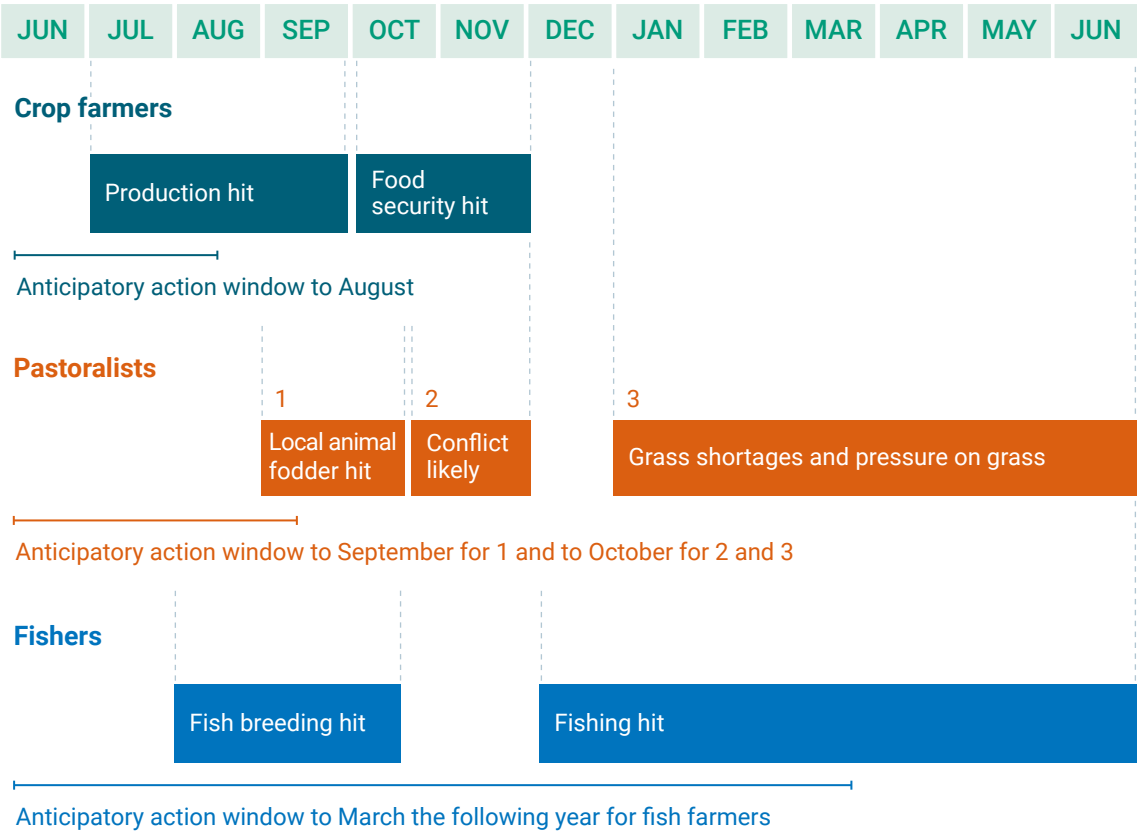 JUN JUL AUG SEP OCT NOV DEC JAN FEB MAR APR MAY JUN
Crop farmers
Production hit
Food
security hit
Anticipatory action window to August
Pastoralists
1
2
3
Local animal
fodder hit
Conflict
likely
Grass shortages and pressure on grass
Anticipatory action window to September for 1 and to October for 2 and 3
Fishers
Fish breeding hit
Fishing hit
Anticipatory action window to March the following year for fish farmers